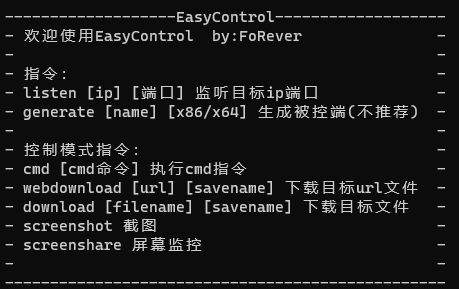 -------------------EasyControl-------------------
- 欢迎使用EasyControl  by:FoRever -
-  -
- 指令: -
- listen [ip] [端口] 监听目标ip端口 -
- generate [name] [x86/x64] 生成被控端(不推荐) -
-  -
- 控制模式指令: -
- cmd [cmd命令] 执行cmd指令 -
- webdownload [url] [savename] 下载目标url文件 -
- download [filename] [savename] 下载目标文件 -
- screenshot 截图 -
- screenshare 屏幕监控 -
-  -
-------------------------------------------------